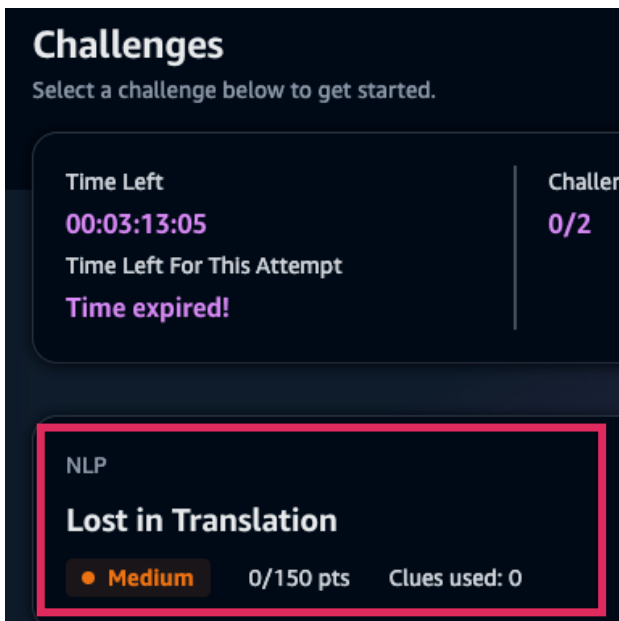 Challenges
Select a challenge below to get started.
Time Left
00:03:13:05
Time Left For This Attempt
Time expired!
0/2
NLP
Lost in Translation
Medium 0/150 pts Clues used: 0